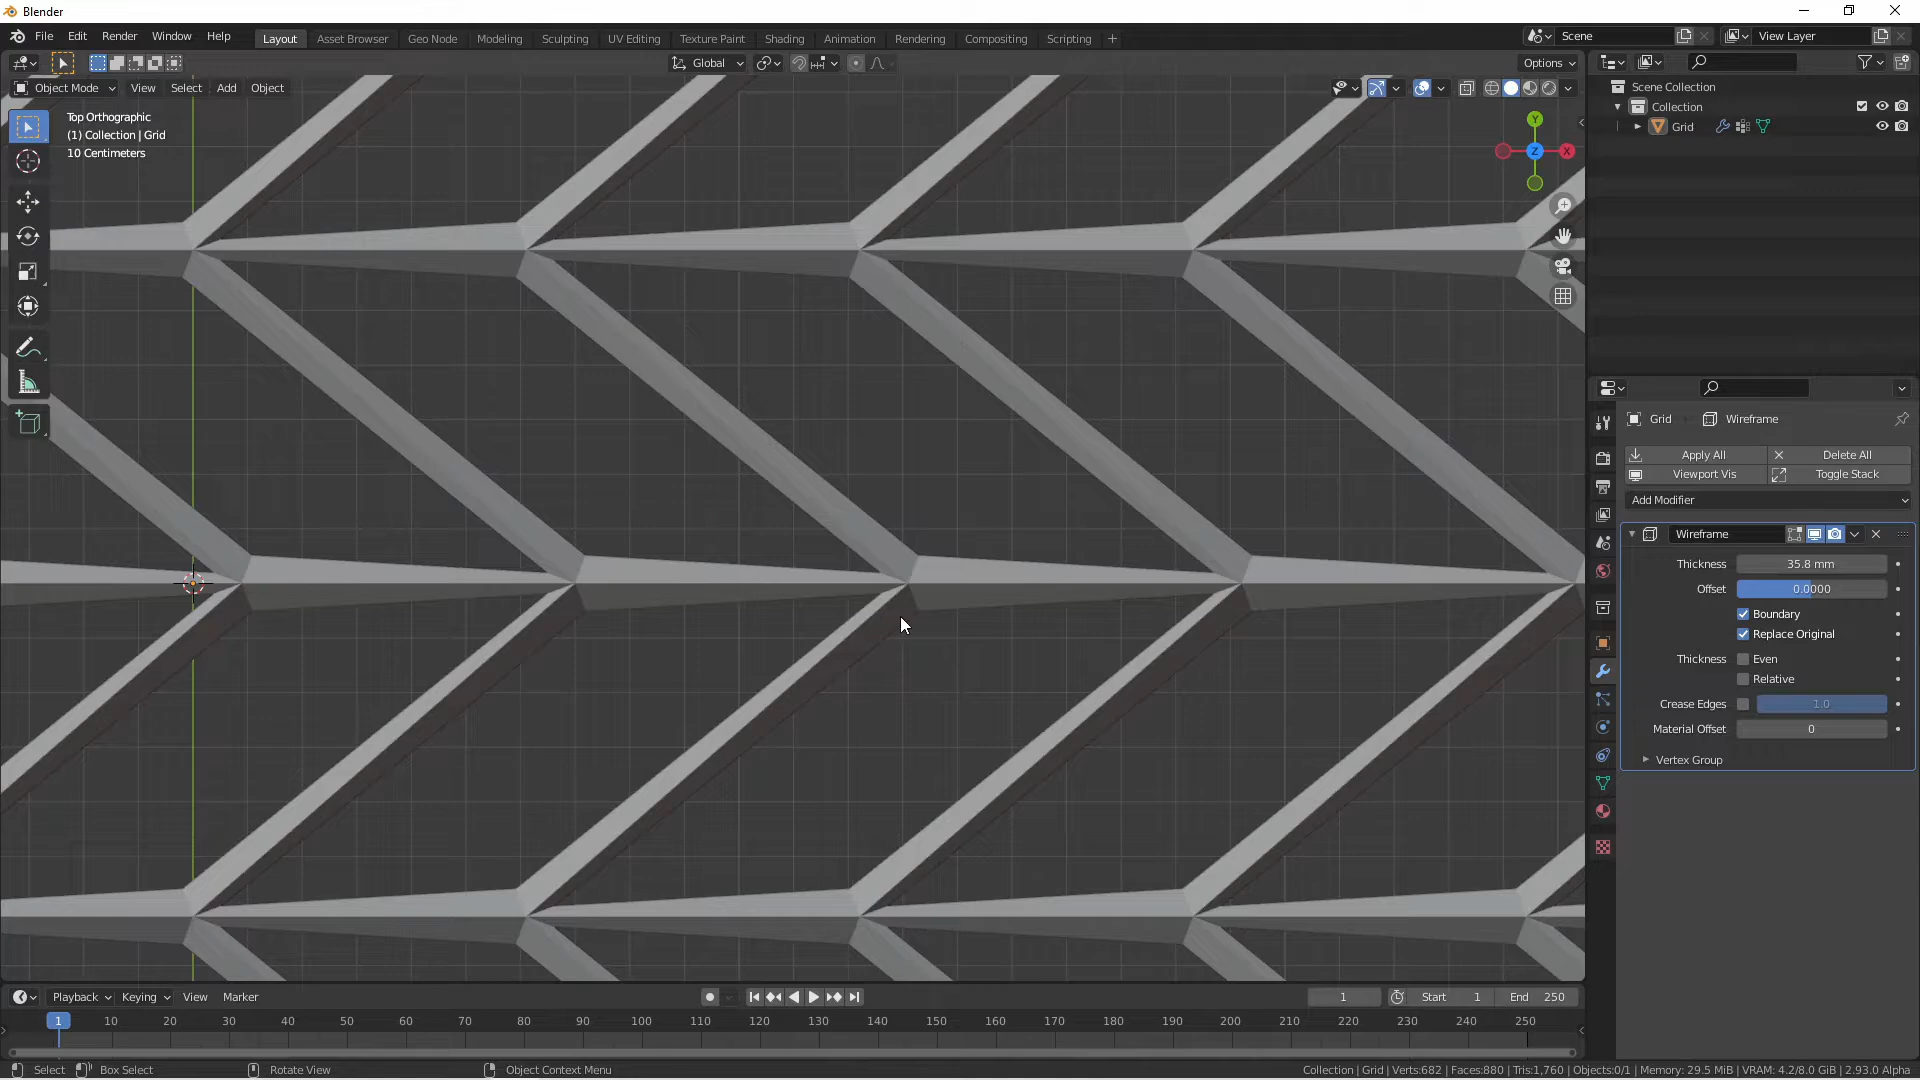 Blender
File Edit Render Window Help Layout Asset Browser Geo Node Modeling Sculpting UV Editing Texture Paint Shading Animation Rendering Compositing Scripting + Scene View Layer
Global Options
Object Mode View Select Add Object
Top Orthographic
(1) Collection | Grid
10 Centimeters
Y
X
Z
Scene Collection
Collection
Grid
Grid Wireframe
Apply All Delete All
Viewport Vis Toggle Stack
Add Modifier
Wireframe
Thickness 35.8 mm
Offset 0.0000
Boundary
Replace Original
Thickness Even
Relative
Crease Edges 1.0
Material Offset 0
Vertex Group
Playback Keying View Marker 1 Start 1 End 250
1 10 20 30 40 50 60 70 80 90 100 110 120 130 140 150 160 170 180 190 200 210 220 230 240 250
Select Box Select Rotate View Object Context Menu Collection | Grid | Verts:682 | Faces:880 | Tris:1,760 | Objects:0/1 | Memory: 29.5 MiB | VRAM: 4.2/8.0 GiB | 2.93.0 Alpha